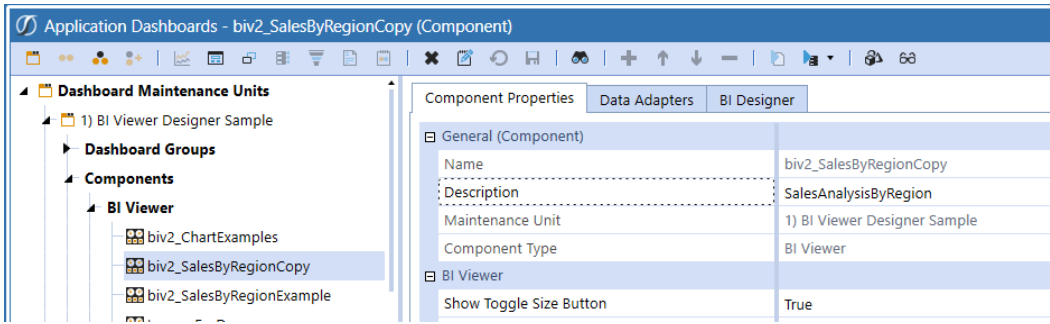 Application Dashboards - biv2_SalesByRegionCopy (Component)
Dashboard Maintenance Units
1) BI Viewer Designer Sample
Dashboard Groups
Components
BI Viewer
biv2_ChartExamples
biv2_SalesByRegionCopy
biv2_SalesByRegionExample
Component Properties Data Adapters BI Designer
General (Component)
Name biv2_SalesByRegionCopy
Description SalesAnalysisByRegion
Maintenance Unit 1) BI Viewer Designer Sample
Component Type BI Viewer
BI Viewer
Show Toggle Size Button True